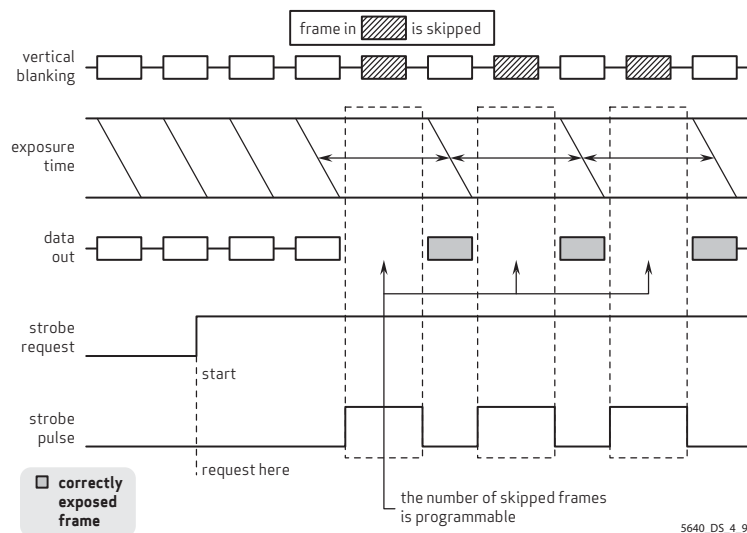 frame in is skipped
vertical
blanking
exposure
time
data
out
strobe
request
start
strobe
pulse
request here
correctly
exposed
frame
the number of skipped frames
is programmable
5640_DS_4_9